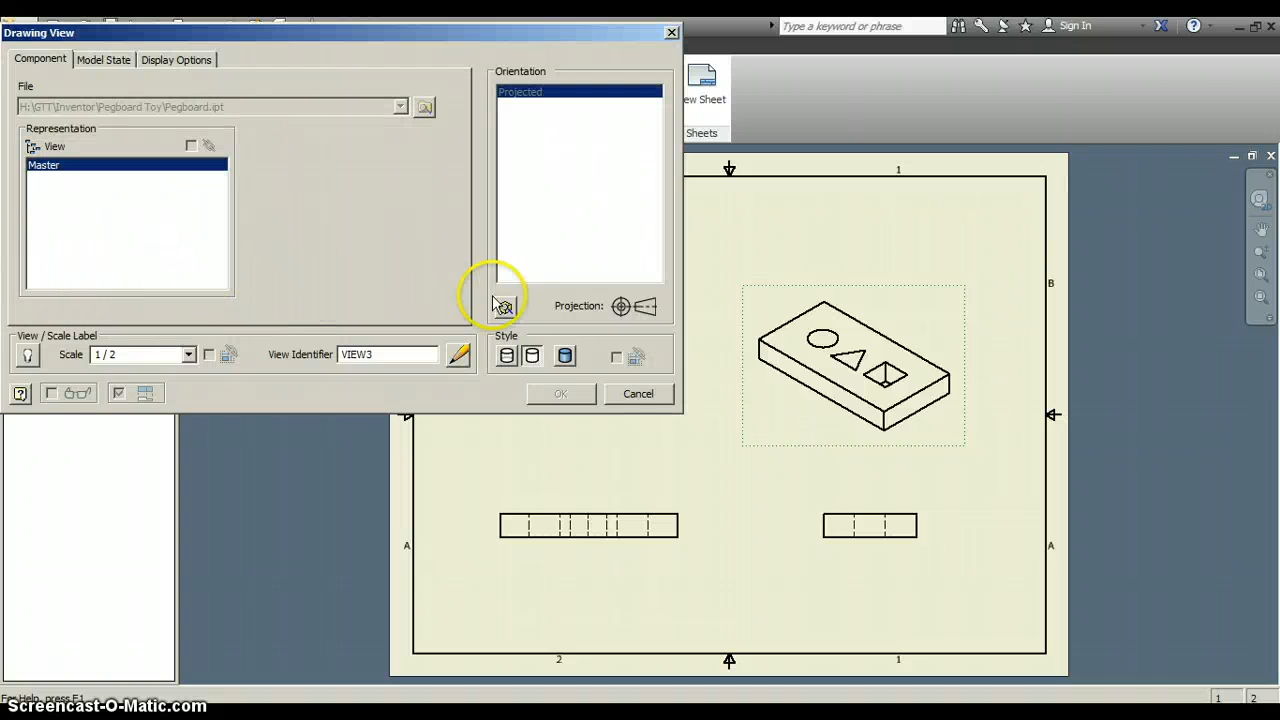 Drawing View
Type a keyword or phrase
Sign In
Component
Model State
Display Options
File
H:\GTT\Inventor\Pegboard Toy\Pegboard.ipt
Representation
View
Master
Orientation
Projected
Projection:
View / Scale Label
Scale
1 / 2
View Identifier
VIEW3
Style
OK
Cancel
ew Sheet
Sheets
1
B
A
A
2
1
For Help, press F1
1
2
2D
Screencast-O-Matic.com